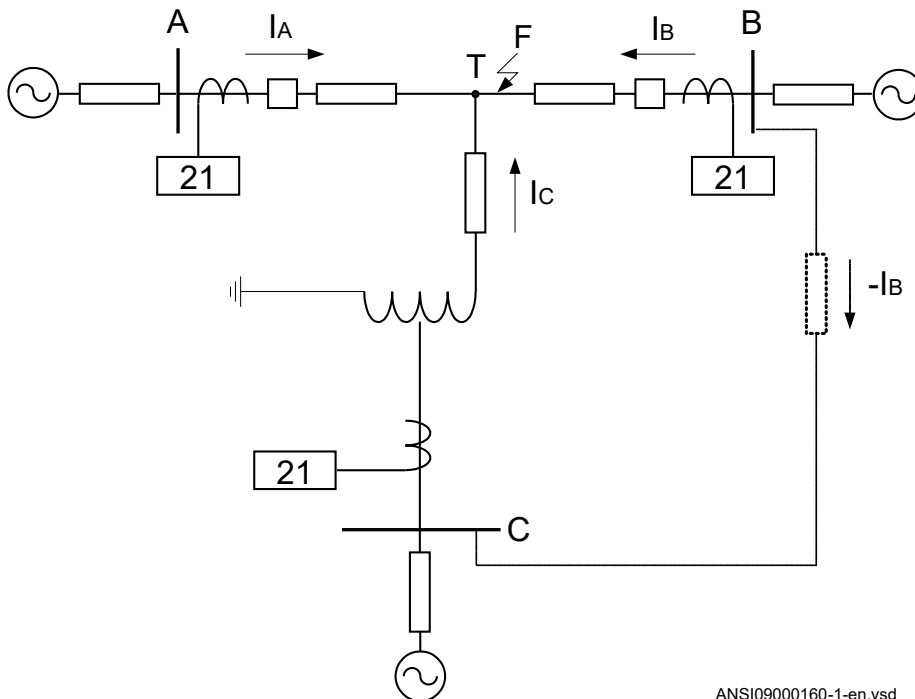 A
IA
T
F
IB
B
21
21
IC
-IB
21
C
ANSI09000160-1-en.vsd